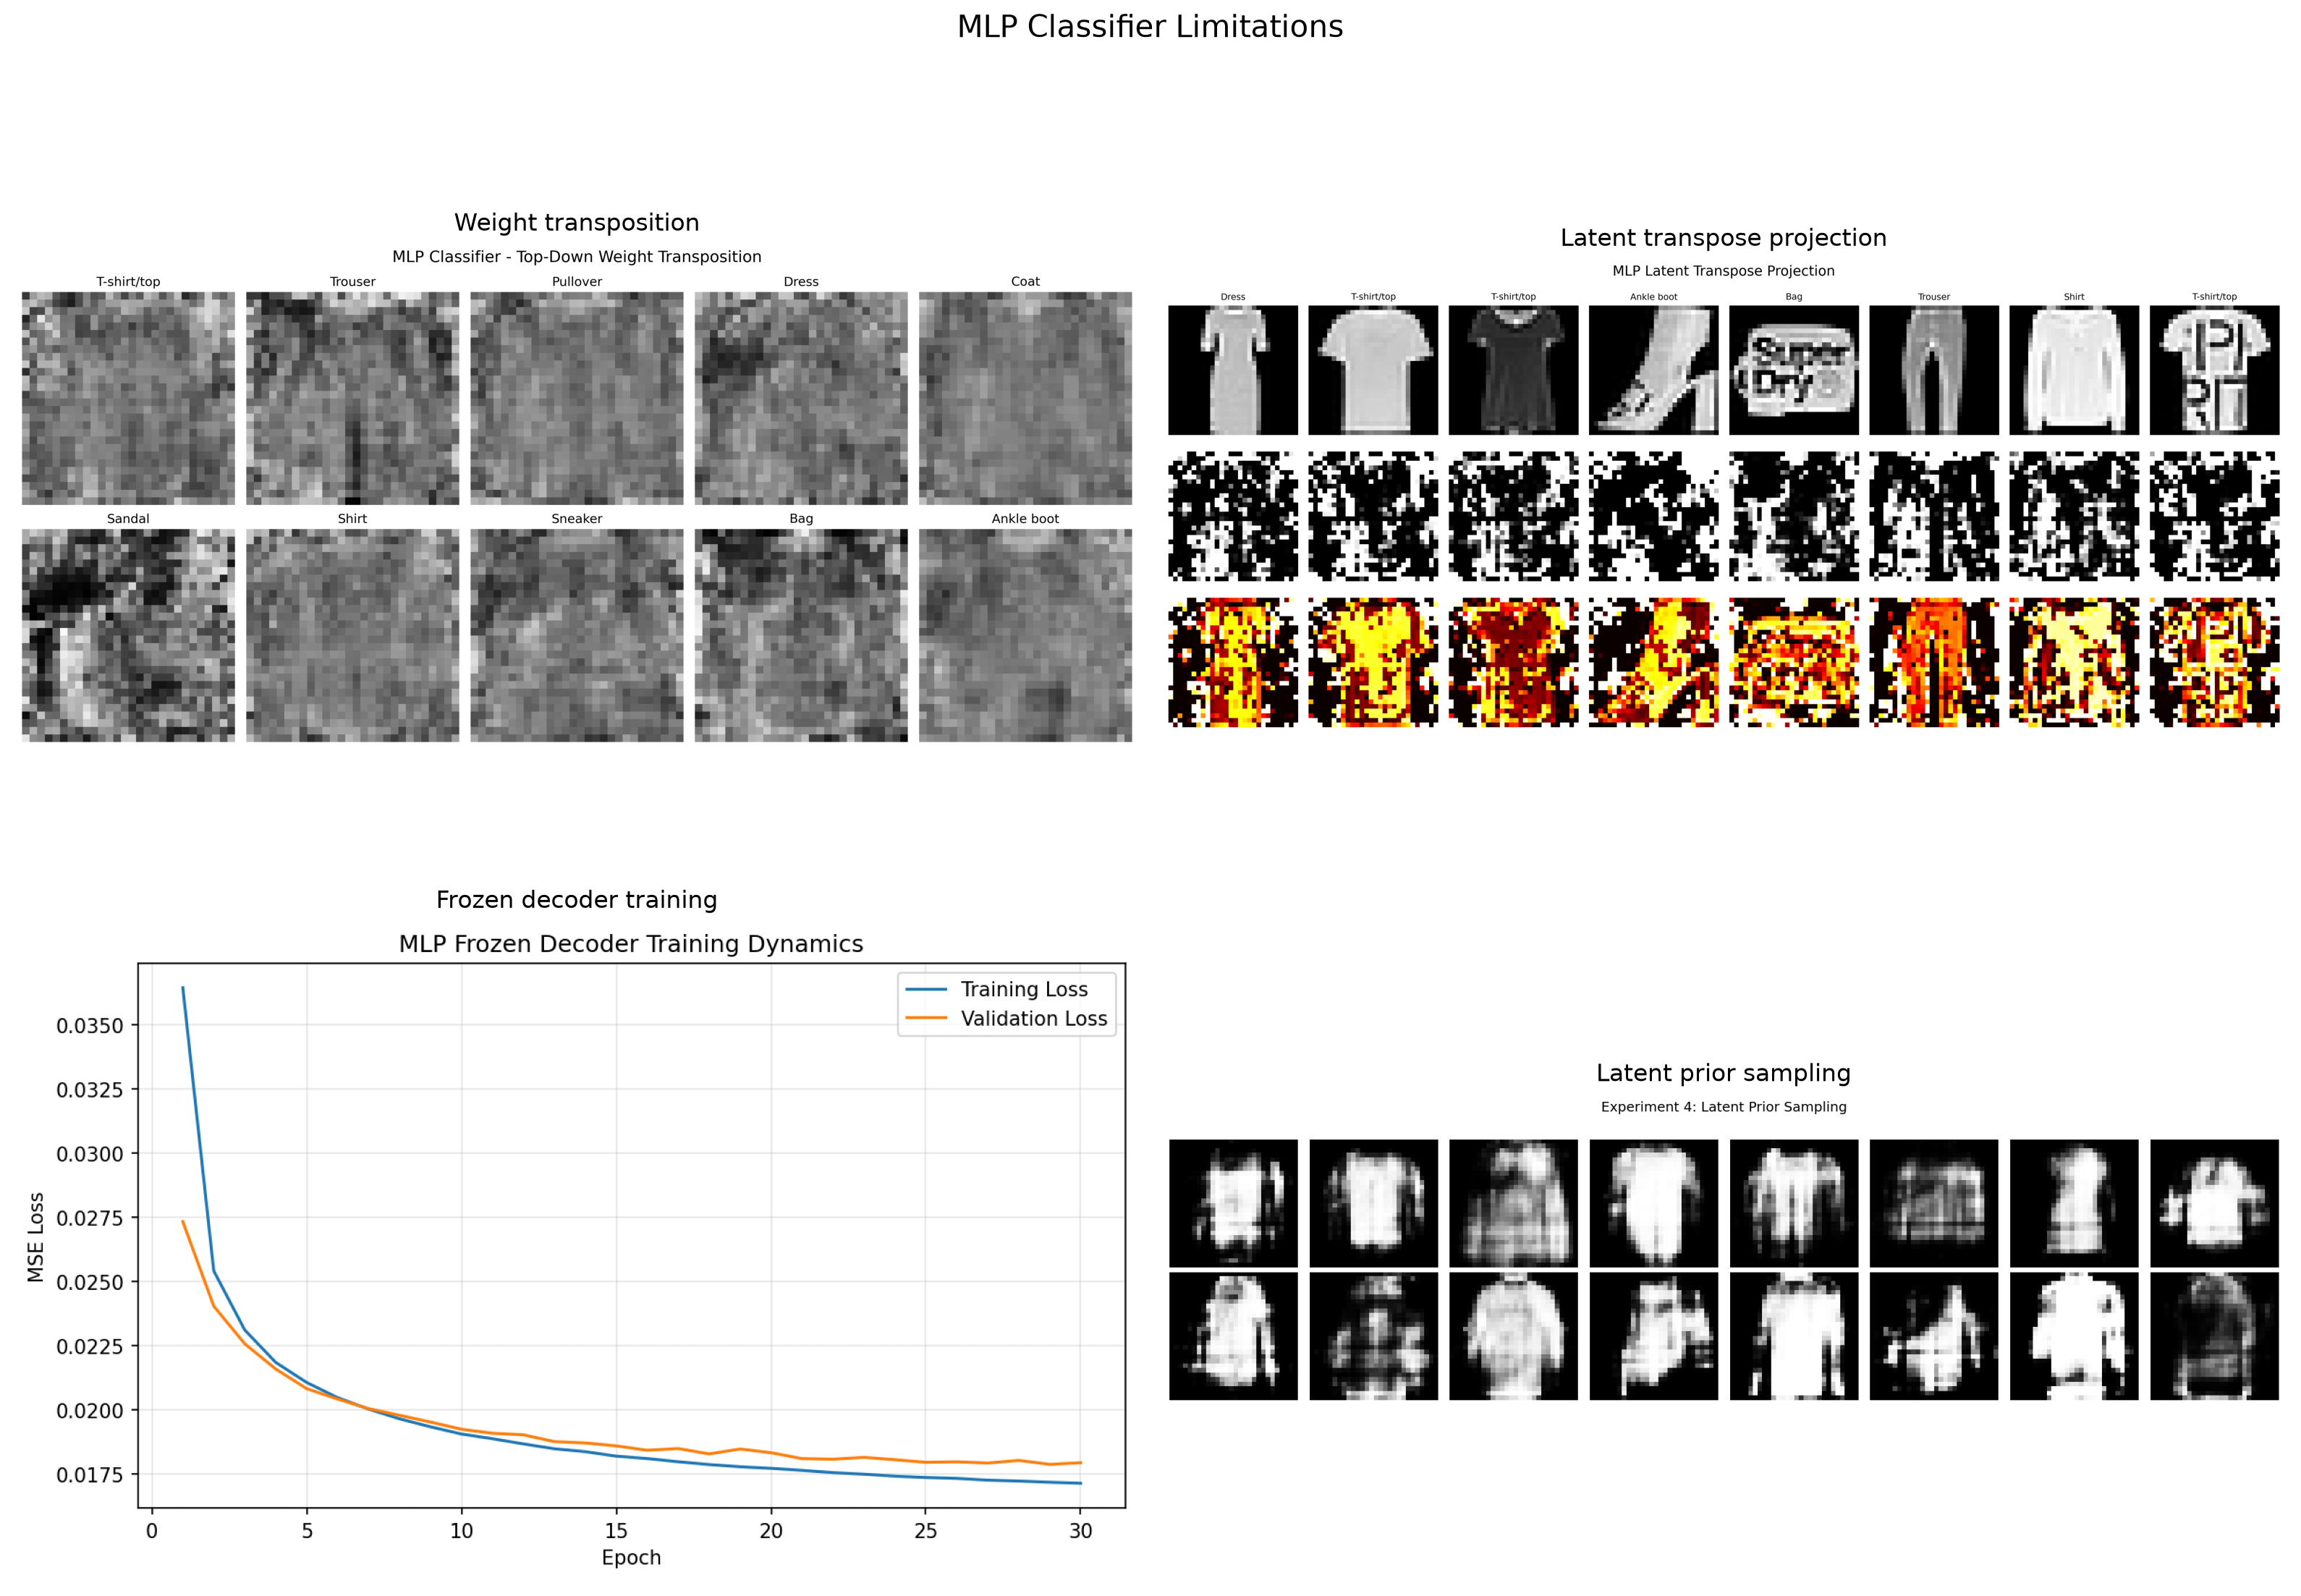 MLP Classifier Limitations
Weight transposition
MLP Classifier - Top-Down Weight Transposition
T-shirt/top Trouser Pullover Dress Coat
Sandal Shirt Sneaker Bag Ankle boot
Latent transpose projection
MLP Latent Transpose Projection
Dress T-shirt/top T-shirt/top Ankle boot Bag Trouser Shirt T-shirt/top
Super
Dry
Frozen decoder training
MLP Frozen Decoder Training Dynamics
Training Loss
Validation Loss
MSE Loss
0.0350
0.0325
0.0300
0.0275
0.0250
0.0225
0.0200
0.0175
0 5 10 15 20 25 30
Epoch
Latent prior sampling
Experiment 4: Latent Prior Sampling